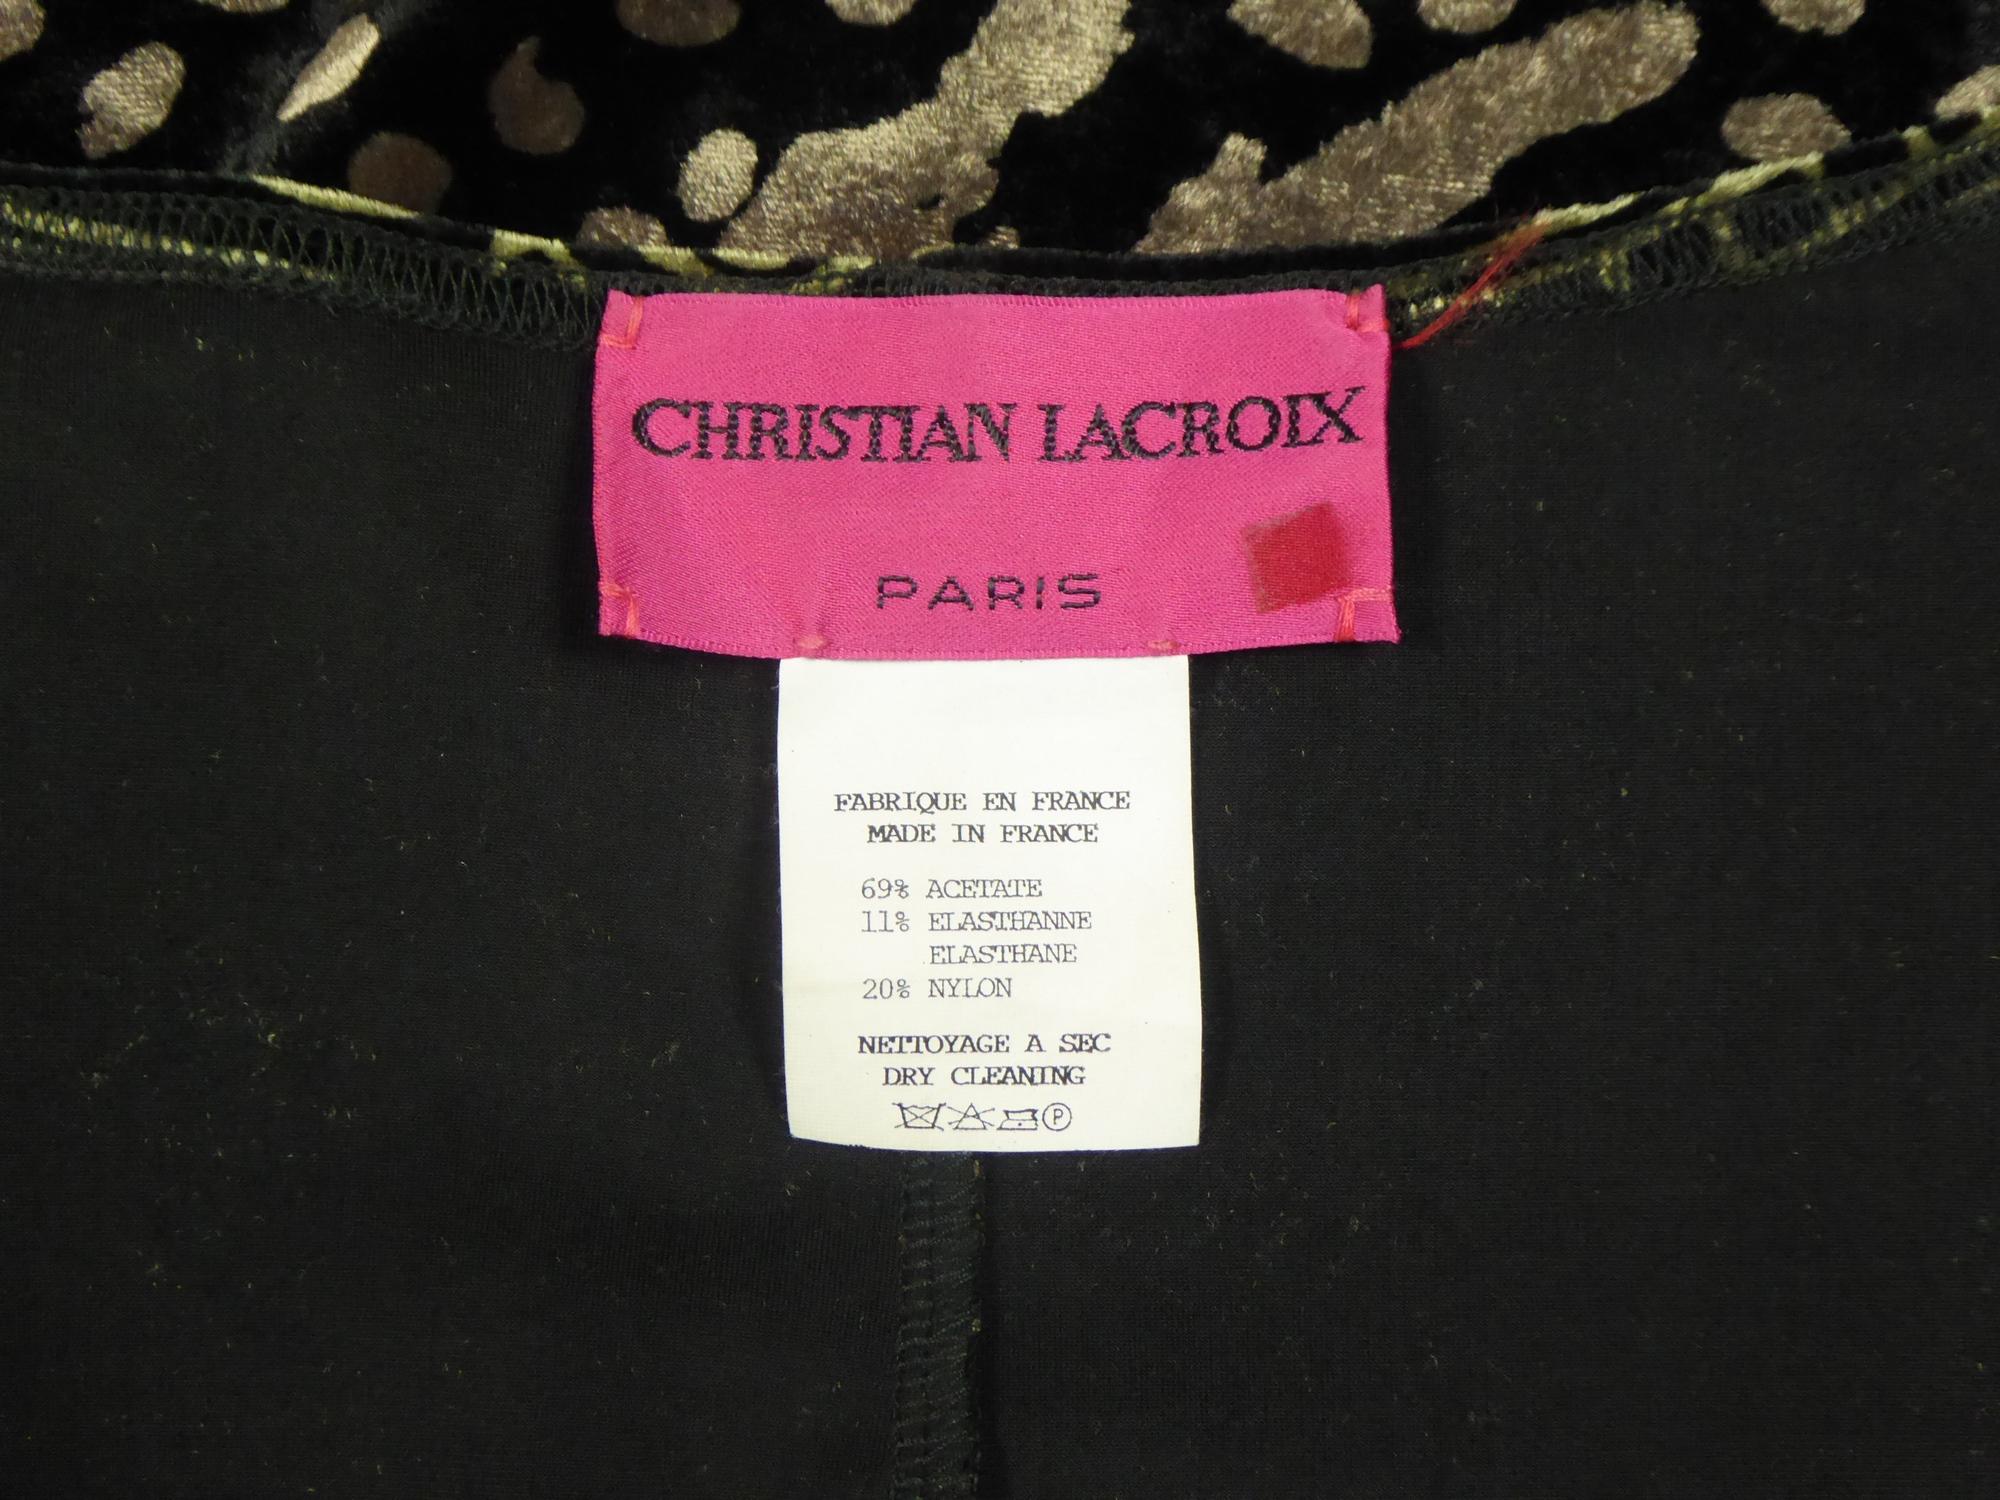 CHRISTIAN LACROIX
PARIS
FABRIQUE EN FRANCE
MADE IN FRANCE
69% ACETATE
11% ELASTHANNE
ELASTHANE
20% NYLON
NETTOYAGE A SEC
DRY CLEANING
P